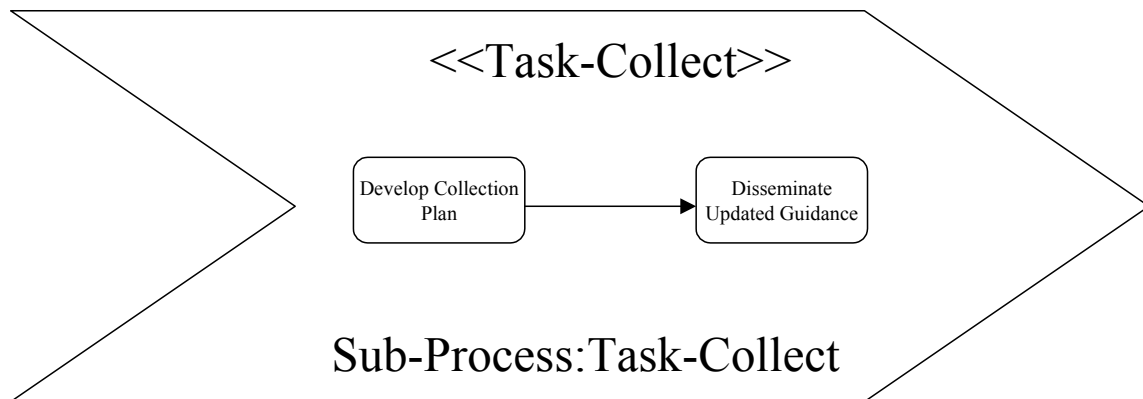 <<Task-Collect>>
Develop Collection
Plan
Disseminate
Updated Guidance
Sub-Process:Task-Collect